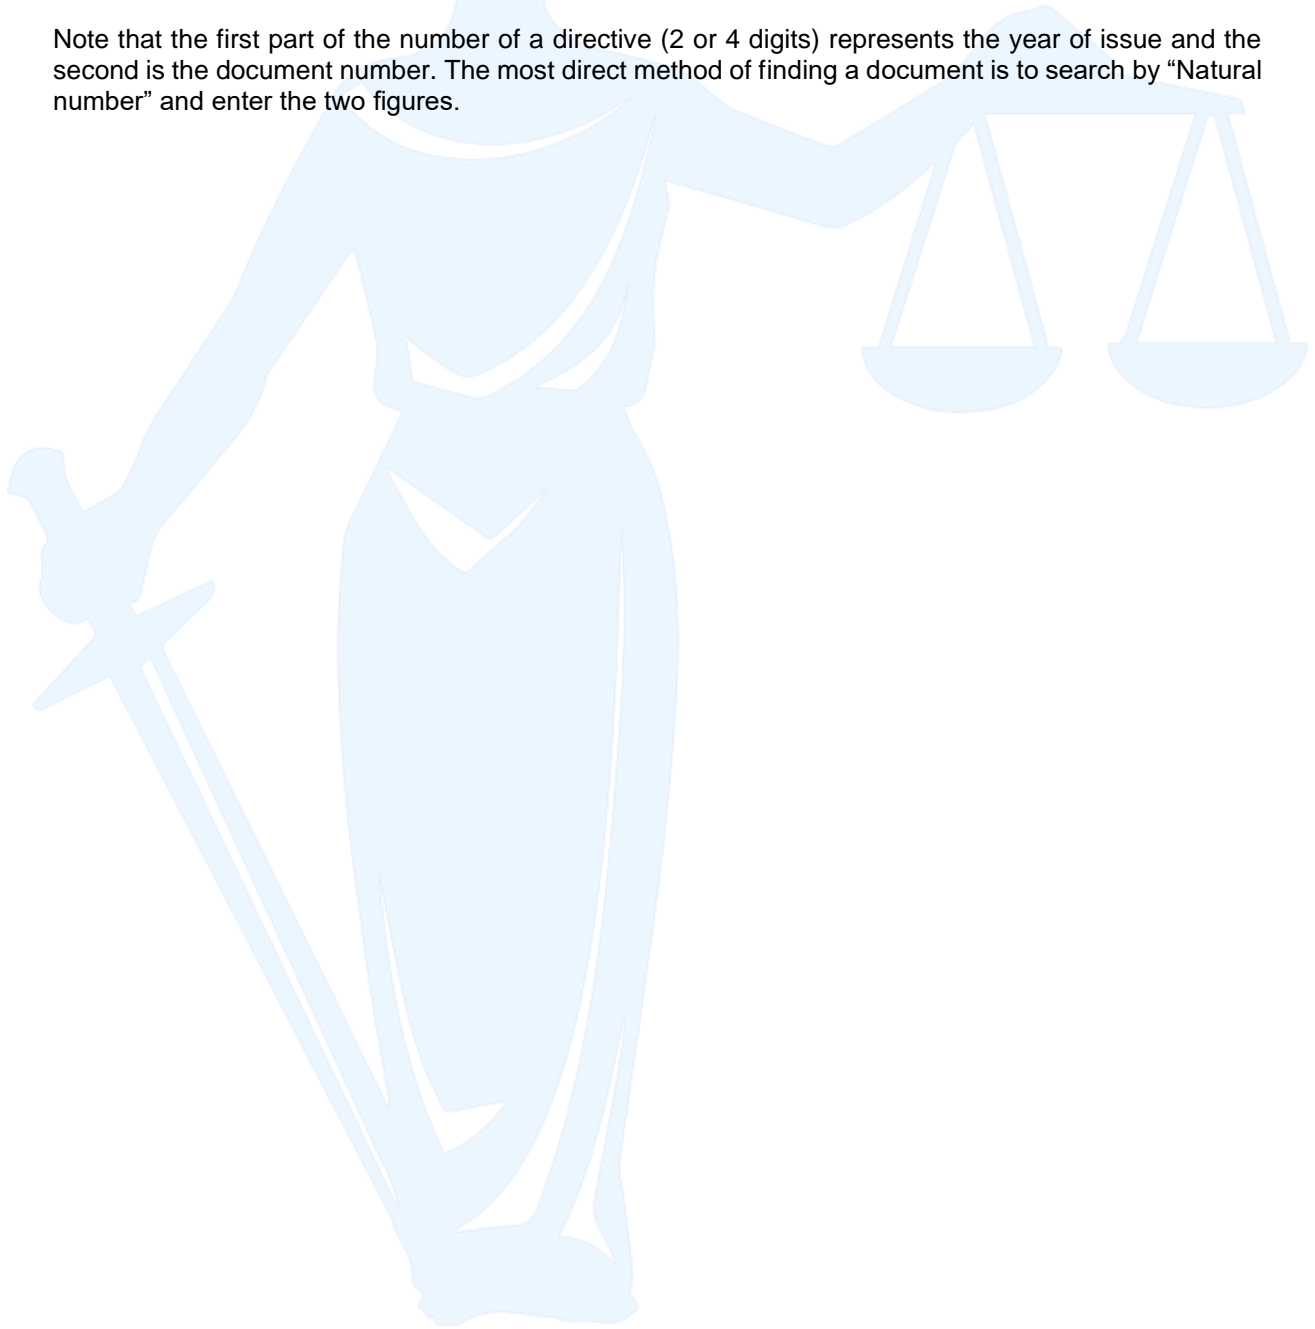 Note that the first part of the number of a directive (2 or 4 digits) represents the year of issue and the
second is the document number. The most direct method of finding a document is to search by “Natural
number” and enter the two figures.